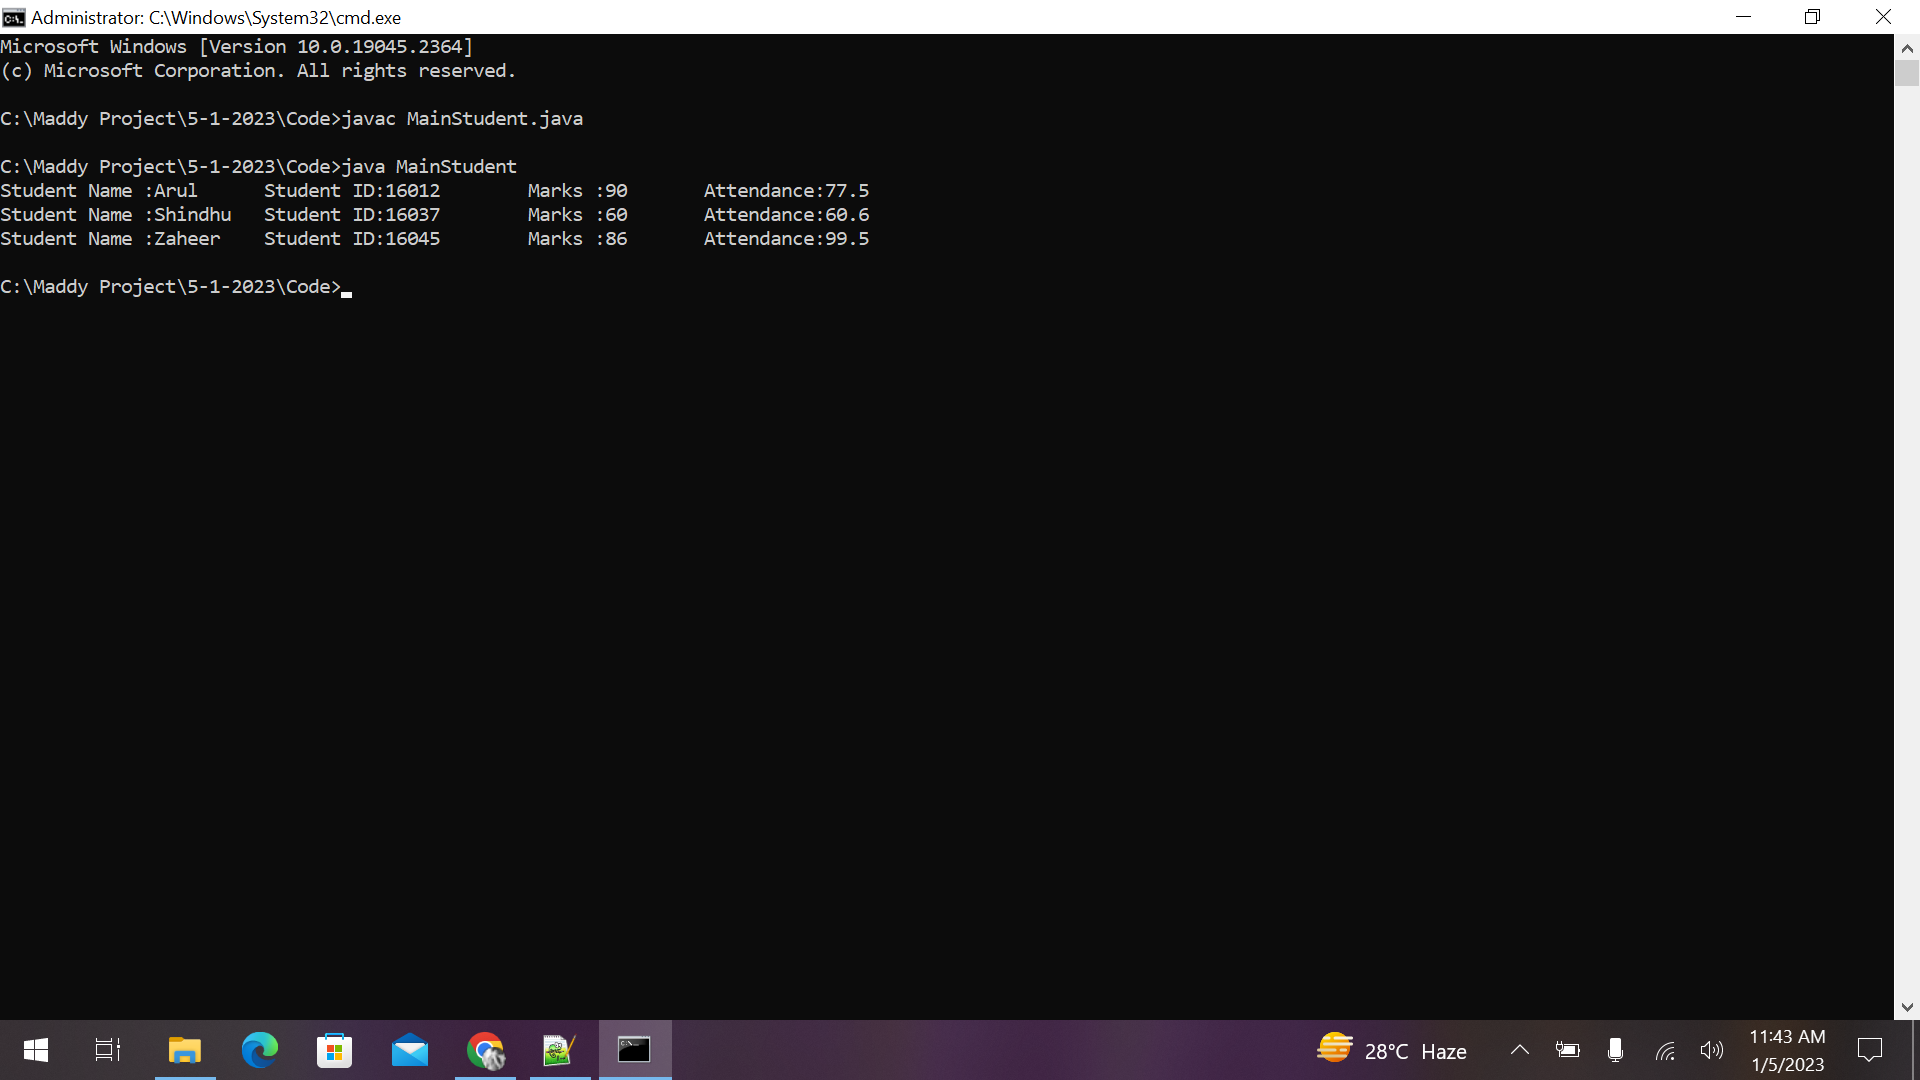 Administrator: C:\Windows\System32\cmd.exe
Microsoft Windows [Version 10.0.19045.2364]
(c) Microsoft Corporation. All rights reserved.
C:\Maddy Project\5-1-2023\Code>javac MainStudent.java
C:\Maddy Project\5-1-2023\Code>java MainStudent
Student Name :Arul      Student ID:16012        Marks :90       Attendance:77.5
Student Name :Shindhu   Student ID:16037        Marks :60       Attendance:60.6
Student Name :Zaheer    Student ID:16045        Marks :86       Attendance:99.5
C:\Maddy Project\5-1-2023\Code>
28°C Haze
11:43 AM
1/5/2023